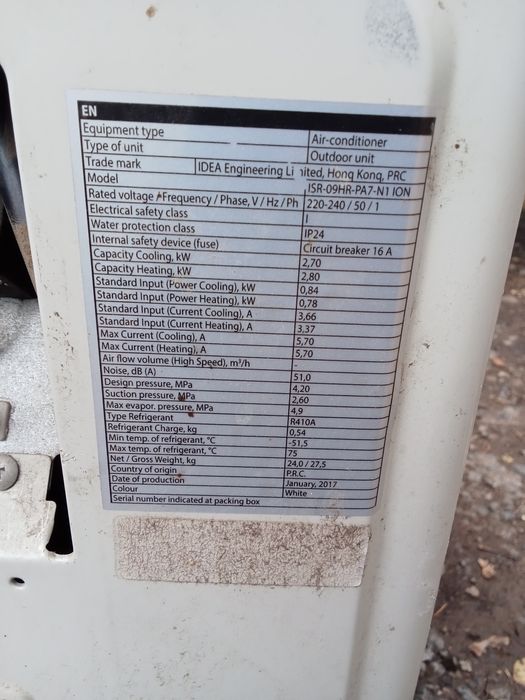 EN
Equipment type Air-conditioner
Type of unit Outdoor unit
Trade mark IDEA Engineering Limited, Hong Kong, PRC
Model ISR-09HR-PA7-N1 ION
Rated voltage / Frequency / Phase, V / Hz / Ph 220-240 / 50 / 1
Electrical safety class I
Water protection class IP24
Internal safety device (fuse) Circuit breaker 16 A
Capacity Cooling, kW 2,70
Capacity Heating, kW 2,80
Standard Input (Power Cooling), kW 0,84
Standard Input (Power Heating), kW 0,78
Standard Input (Current Cooling), A 3,66
Standard Input (Current Heating), A 3,37
Max Current (Cooling), A 5,70
Max Current (Heating), A 5,70
Air flow volume (High Speed), m³/h -
Noise, dB (A) 51,0
Design pressure, MPa 4,20
Suction pressure, MPa 2,60
Max evapor. pressure, MPa 4,9
Type Refrigerant R410A
Refrigerant Charge, kg 0,54
Min temp. of refrigerant, °C -51,5
Max temp. of refrigerant, °C 75
Net / Gross Weight, kg 24,0 / 27,5
Country of origin P.R.C.
Date of production January, 2017
Colour White
Serial number indicated at packing box